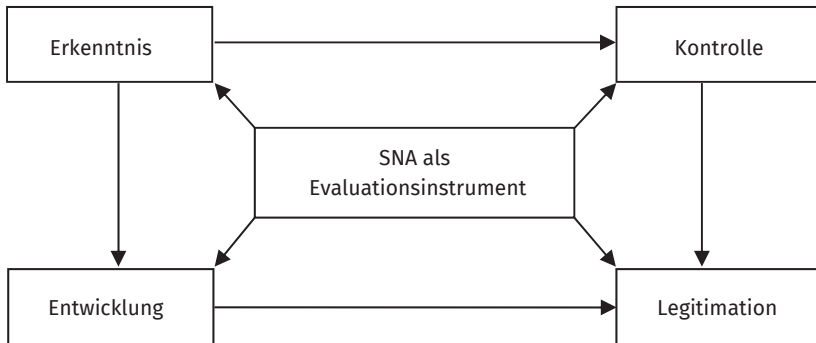 Erkenntnis
Kontrolle
SNA als
Evaluationsinstrument
Entwicklung
Legitimation